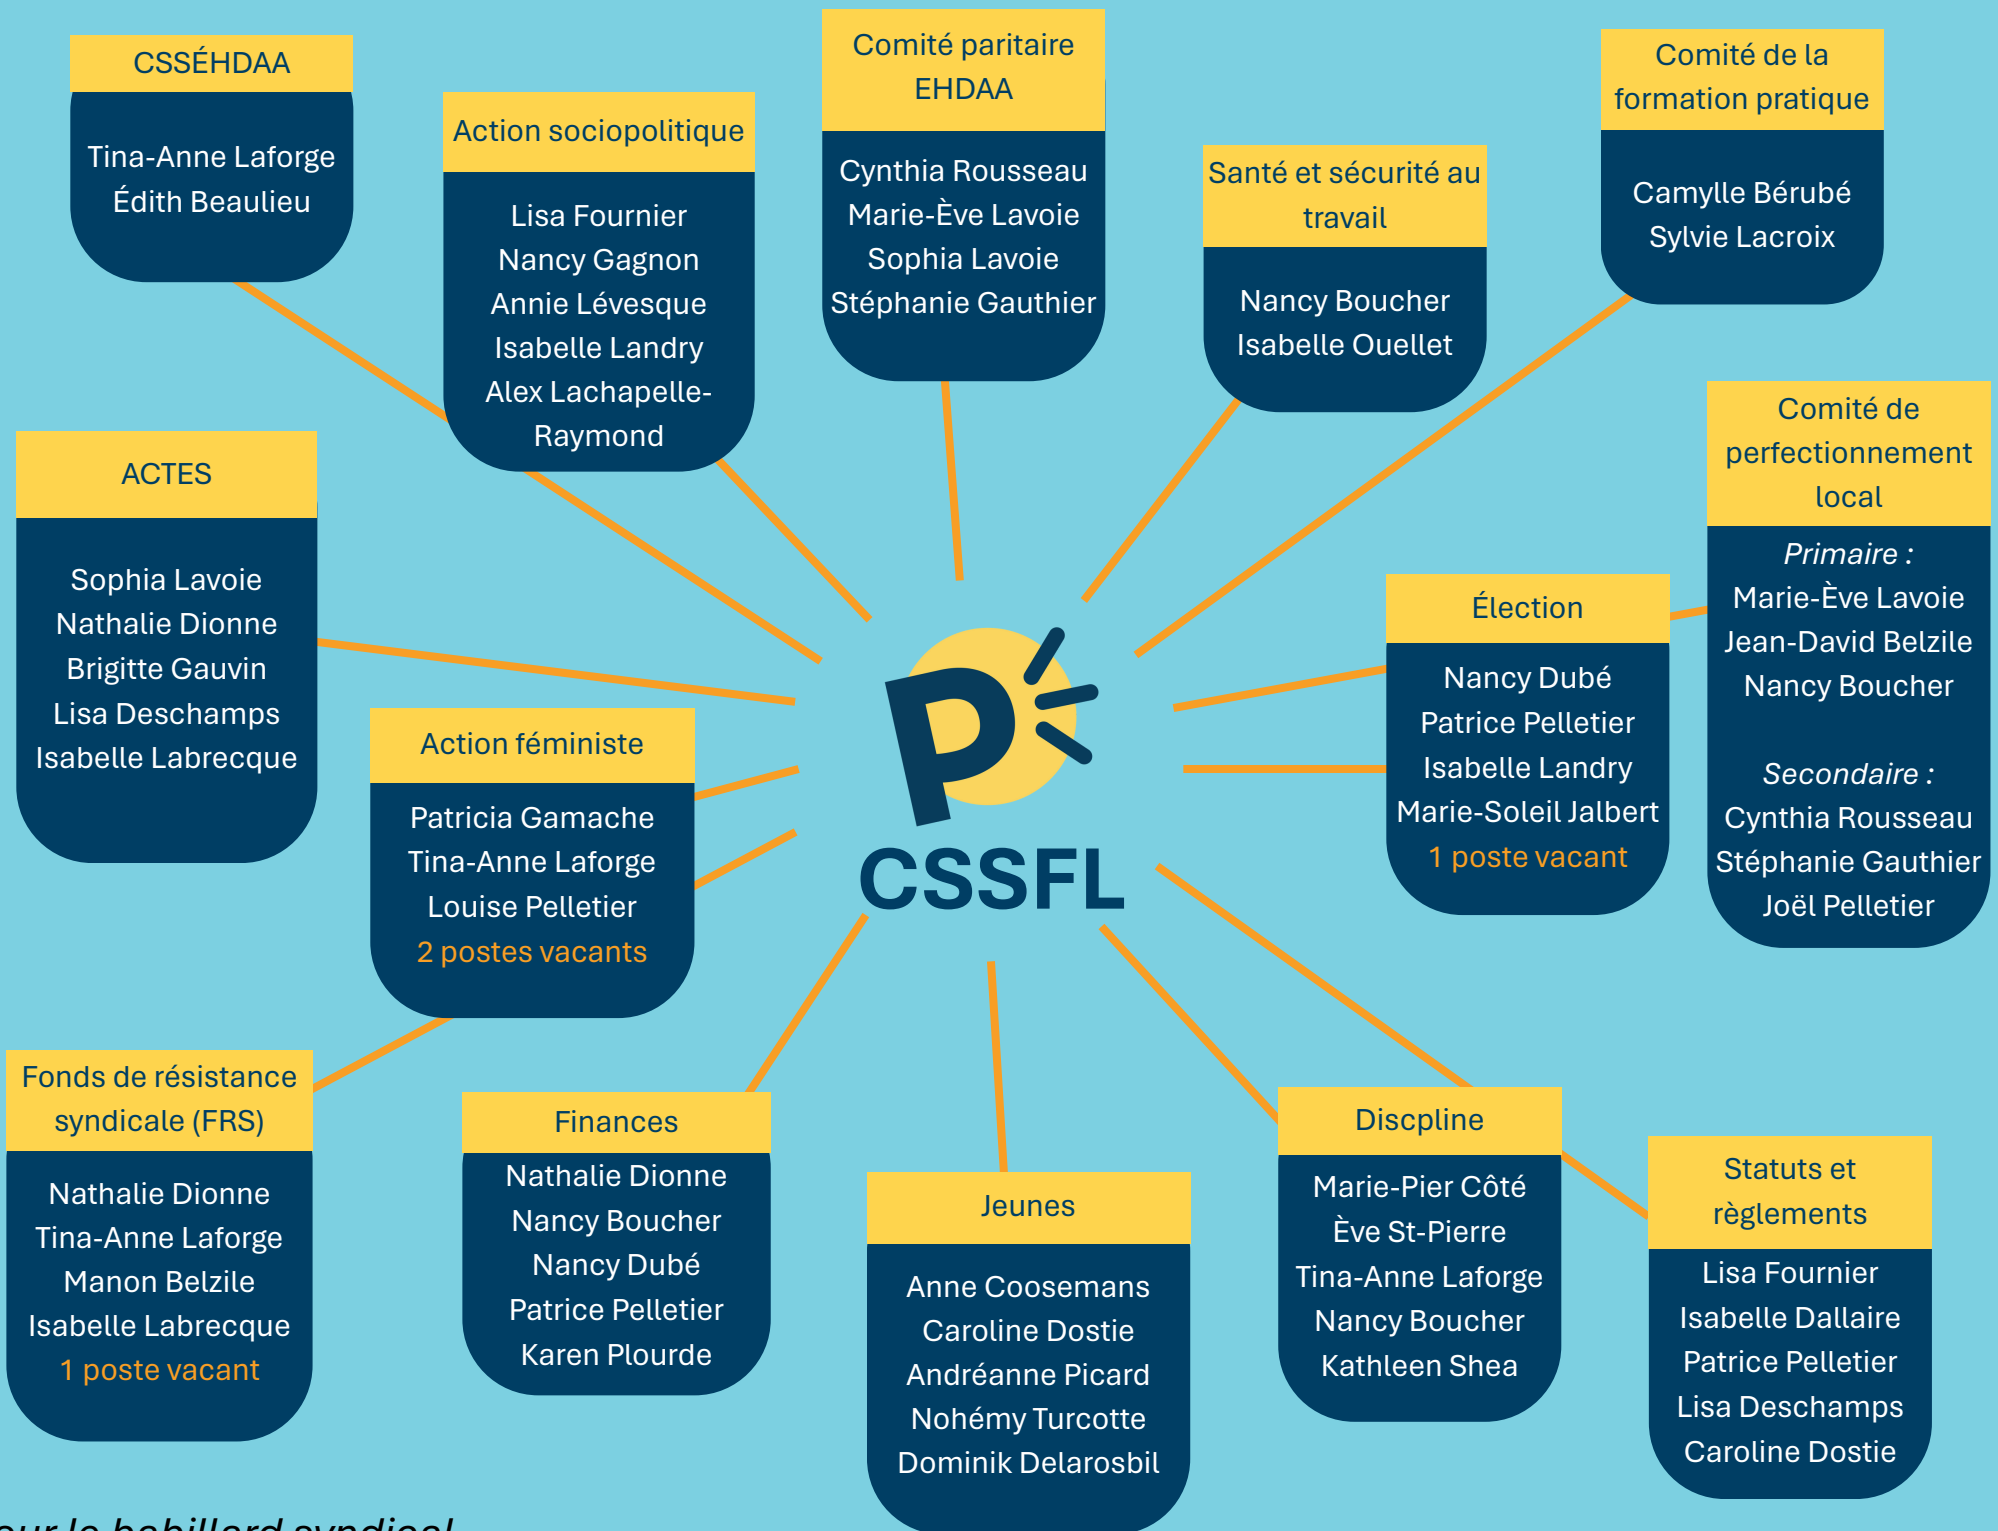 CSSÉHDAA
Tina-Anne Laforge
Édith Beaulieu
Action sociopolitique
Lisa Fournier
Nancy Gagnon
Annie Lévesque
Isabelle Landry
Alex Lachapelle-
Raymond
Comité paritaire
EHDAA
Cynthia Rousseau
Marie-Ève Lavoie
Sophia Lavoie
Stéphanie Gauthier
Santé et sécurité au
travail
Nancy Boucher
Isabelle Ouellet
Comité de la
formation pratique
Camylle Bérubé
Sylvie Lacroix
ACTES
Sophia Lavoie
Nathalie Dionne
Brigitte Gauvin
Lisa Deschamps
Isabelle Labrecque
Action féministe
Patricia Gamache
Tina-Anne Laforge
Louise Pelletier
2 postes vacants
P
CSSFL
Élection
Nancy Dubé
Patrice Pelletier
Isabelle Landry
Marie-Soleil Jalbert
1 poste vacant
Comité de
perfectionnement
local
Primaire :
Marie-Ève Lavoie
Jean-David Belzile
Nancy Boucher
Secondaire :
Cynthia Rousseau
Stéphanie Gauthier
Joël Pelletier
Fonds de résistance
syndicale (FRS)
Nathalie Dionne
Tina-Anne Laforge
Manon Belzile
Isabelle Labrecque
1 poste vacant
Finances
Nathalie Dionne
Nancy Boucher
Nancy Dubé
Patrice Pelletier
Karen Plourde
Jeunes
Anne Coosemans
Caroline Dostie
Andréanne Picard
Nohémy Turcotte
Dominik Delarosbil
Discpline
Marie-Pier Côté
Ève St-Pierre
Tina-Anne Laforge
Nancy Boucher
Kathleen Shea
Statuts et
règlements
Lisa Fournier
Isabelle Dallaire
Patrice Pelletier
Lisa Deschamps
Caroline Dostie
le babillard syndical